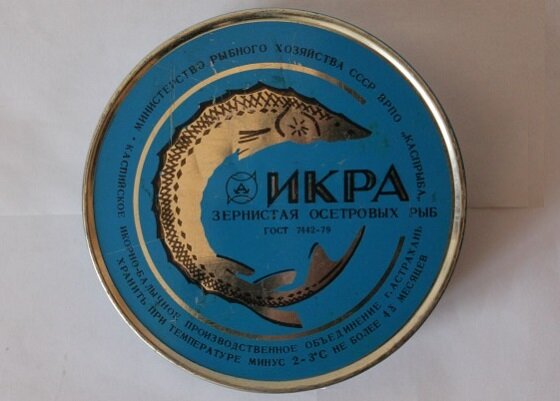 • МИНИСТЕРСТВО РЫБНОГО ХОЗЯЙСТВА СССР ВРПО „КАСПРЫБА„
ИКРА
ЗЕРНИСТАЯ ОСЕТРОВЫХ РЫБ
ГОСТ 7442-79
• КАСПИЙСКОЕ ИКОРНО-БАЛЫЧНОЕ ПРОИЗВОДСТВЕННОЕ ОБЪЕДИНЕНИЕ г. АСТРАХАНЬ
ХРАНИТЬ ПРИ ТЕМПЕРАТУРЕ МИНУС 2-3°С НЕ БОЛЕЕ МЕСЯЦЕВ